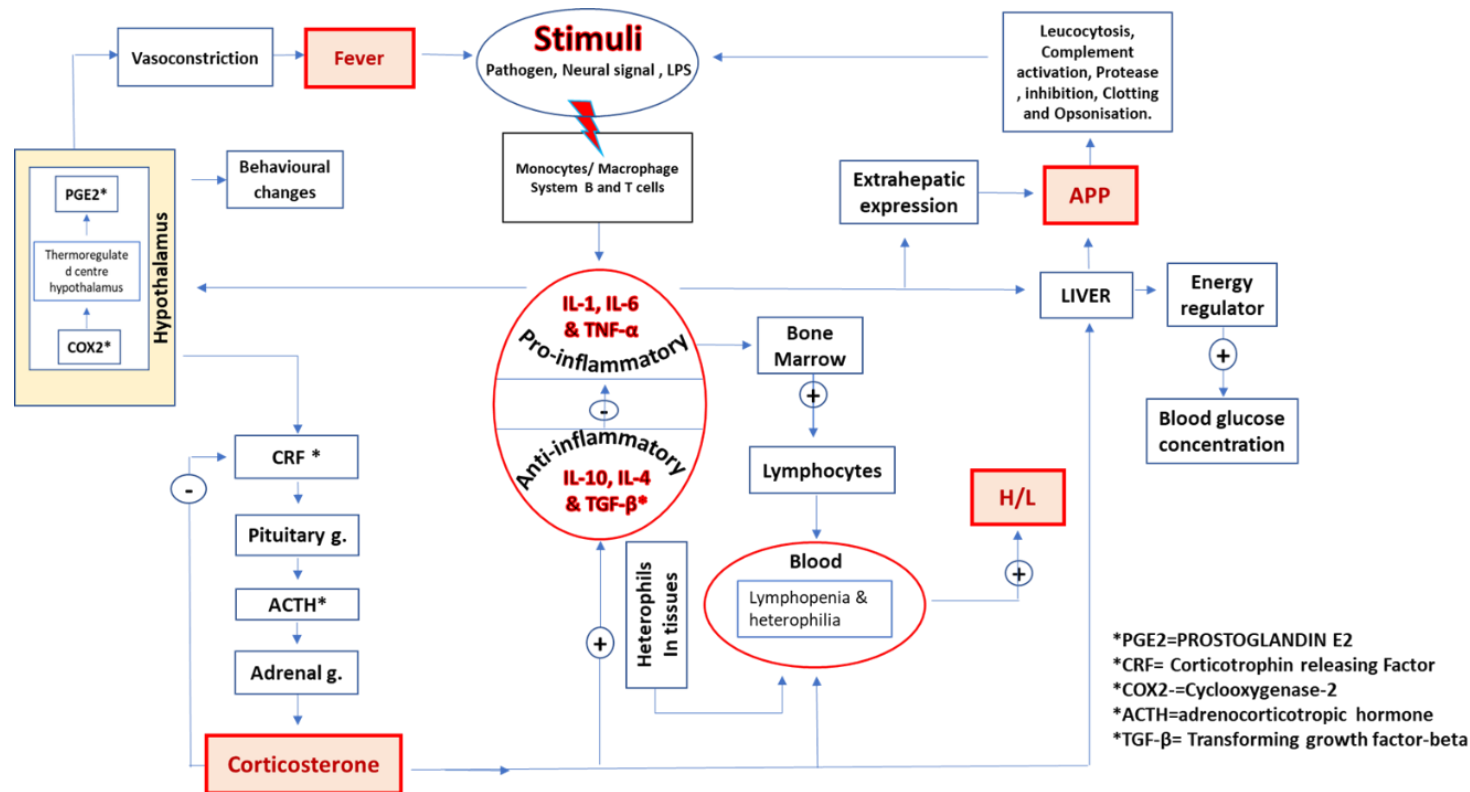 Stimuli
Pathogen, Neural signal , LPS
Vasoconstriction
Fever
Leucocytosis,
Complement
activation, Protease
, inhibition, Clotting
and Opsonisation.
Monocytes/ Macrophage
System B and T cells
Behavioural
changes
PGE2*
Thermoregulate
d centre
hypothalamus
COX2*
Hypothalamus
Extrahepatic
expression
APP
LIVER
Energy
regulator
+
Blood glucose
concentration
IL-1, IL-6
& TNF-α
Pro-inflammatory
-
Anti-inflammatory
IL-10, IL-4
& TGF-β*
Bone
Marrow
+
Lymphocytes
CRF *
-
Pituitary g.
ACTH*
Adrenal g.
Corticosterone
+
Heterophils
In tissues
Blood
Lymphopenia &
heterophilia
H/L
+
*PGE2=PROSTOGLANDIN E2
*CRF= Corticotrophin releasing Factor
*COX2-=Cyclooxygenase-2
*ACTH=adrenocorticotropic hormone
*TGF-β= Transforming growth factor-beta